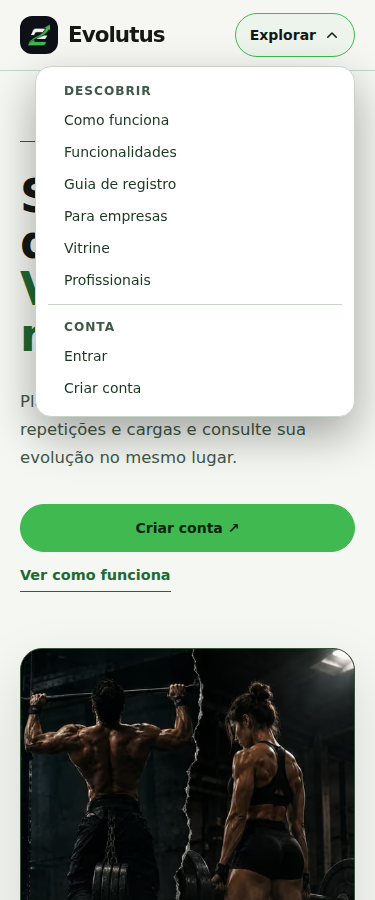 Evolutus
Explorar
DESCOBRIR
Como funciona
Funcionalidades
Guia de registro
Para empresas
Vitrine
Profissionais
CONTA
Entrar
Criar conta
repetições e cargas e consulte sua
evolução no mesmo lugar.
Criar conta ↗
Ver como funciona